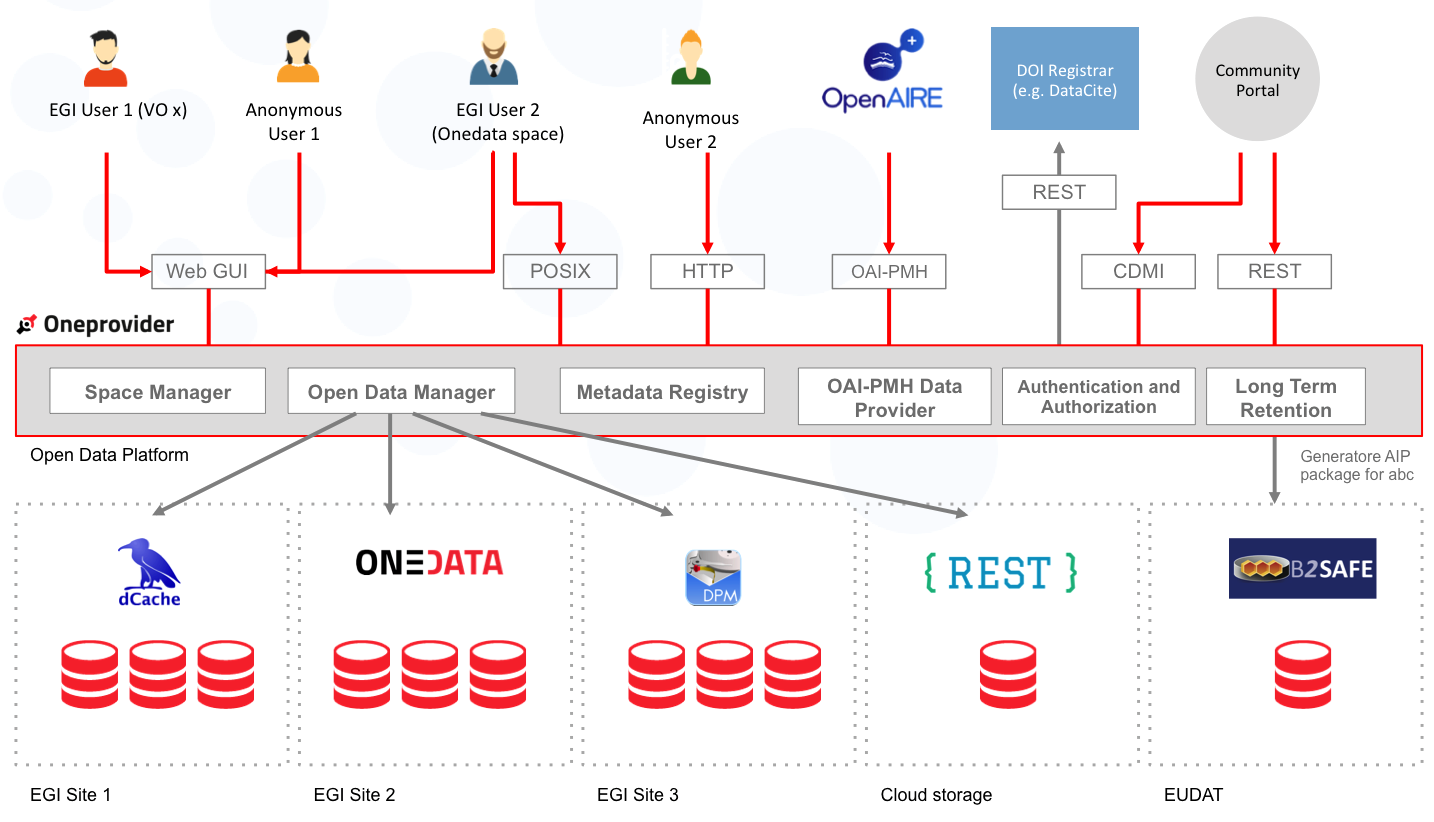 EGI User 1 (VO x)
Anonymous
User 1
EGI User 2
(Onedata space)
Anonymous
User 2
OpenAIRE
DOI Registrar
(e.g. DataCite)
Community
Portal
REST
Web GUI
POSIX
HTTP
OAI-PMH
CDMI
REST
Oneprovider
Space Manager
Open Data Manager
Metadata Registry
OAI-PMH Data
Provider
Authentication and
Authorization
Long Term
Retention
Open Data Platform
Generatore AIP
package for abc
dCache
ONEDATA
DPM
{ REST }
B2SAFE
EGI Site 1
EGI Site 2
EGI Site 3
Cloud storage
EUDAT